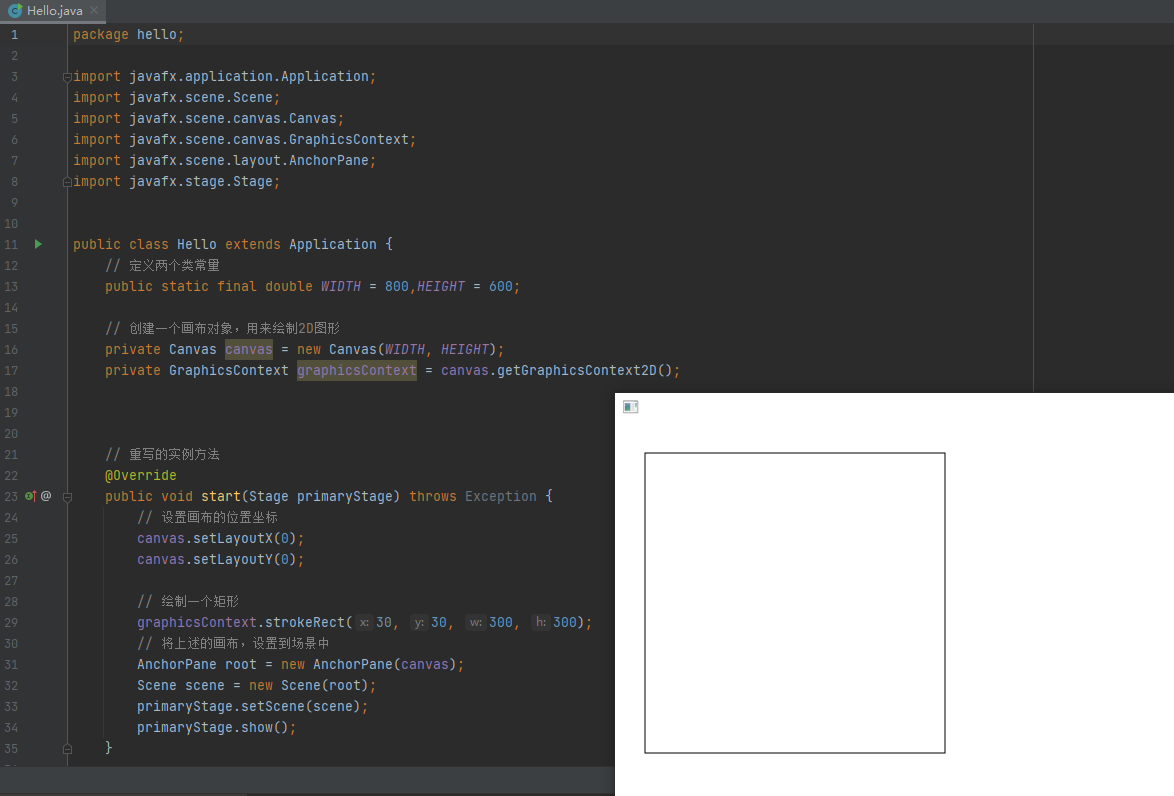 Hello.java
1 package hello;
2
3 import javafx.application.Application;
4 import javafx.scene.Scene;
5 import javafx.scene.canvas.Canvas;
6 import javafx.scene.canvas.GraphicsContext;
7 import javafx.scene.layout.AnchorPane;
8 import javafx.stage.Stage;
9
10
11 public class Hello extends Application {
12 // 定义两个类常量
13 public static final double WIDTH = 800,HEIGHT = 600;
14
15 // 创建一个画布对象，用来绘制2D图形
16 private Canvas canvas = new Canvas(WIDTH, HEIGHT);
17 private GraphicsContext graphicsContext = canvas.getGraphicsContext2D();
18
19
20
21 // 重写的实例方法
22 @Override
23 @ public void start(Stage primaryStage) throws Exception {
24 // 设置画布的位置坐标
25 canvas.setLayoutX(0);
26 canvas.setLayoutY(0);
27
28 // 绘制一个矩形
29 graphicsContext.strokeRect( x: 30, y: 30, w: 300, h: 300);
30 // 将上述的画布，设置到场景中
31 AnchorPane root = new AnchorPane(canvas);
32 Scene scene = new Scene(root);
33 primaryStage.setScene(scene);
34 primaryStage.show();
35 }